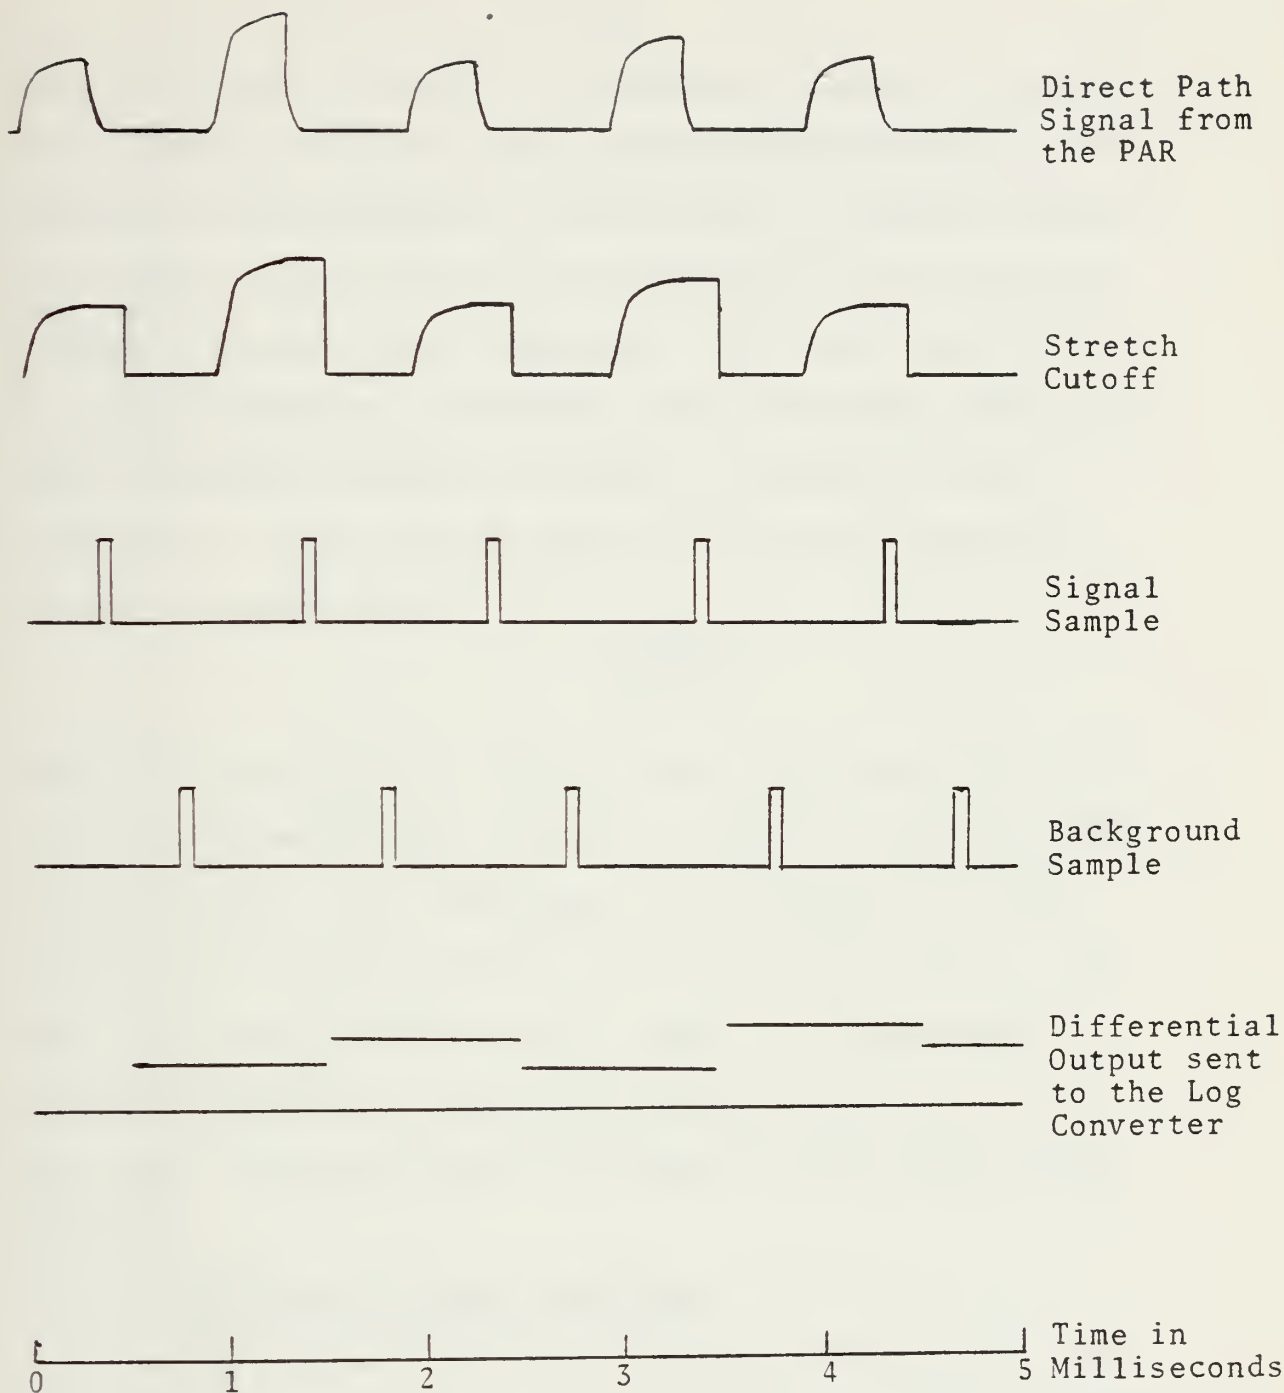 Direct Path
Signal from
the PAR
Stretch
Cutoff
Signal
Sample
Background
Sample
Differential
Output sent
to the Log
Converter
Time in
Milliseconds
0 1 2 3 4 5